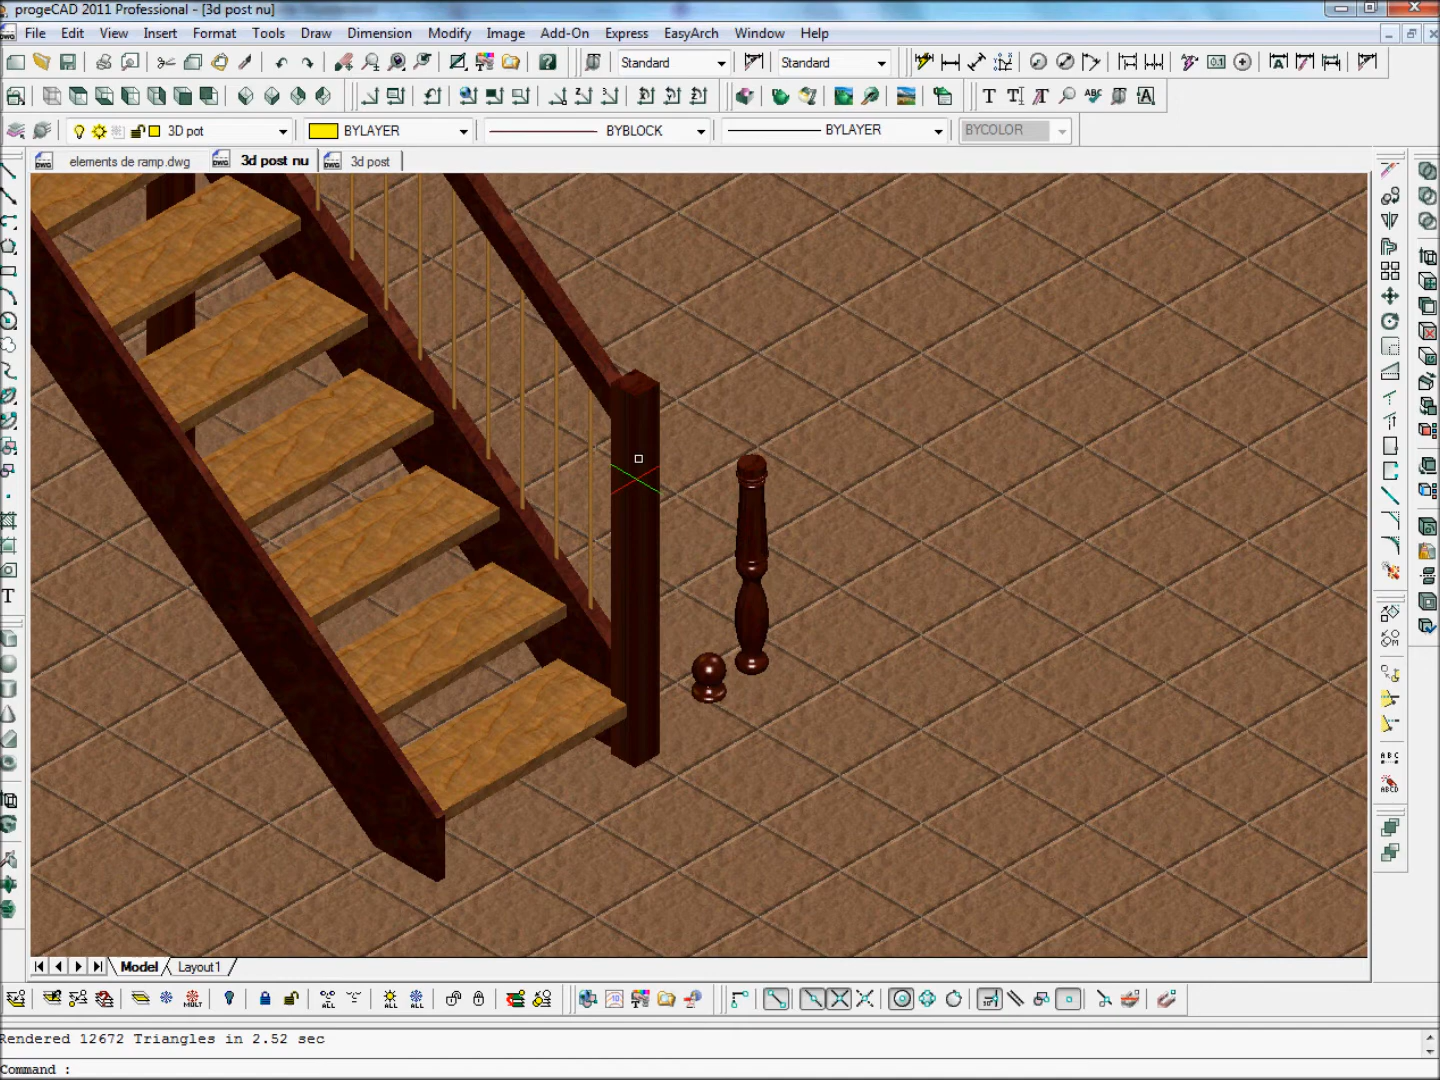 progeCAD 2011 Professional - [3d post nu]
File Edit View Insert Format Tools Draw Dimension Modify Image Add-On Express EasyArch Window Help
Standard Standard
3D pot BYLAYER BYBLOCK BYLAYER BYCOLOR
elements de ramp.dwg 3d post nu 3d post
Model Layout1
Rendered 12672 Triangles in 2.52 sec
Command :